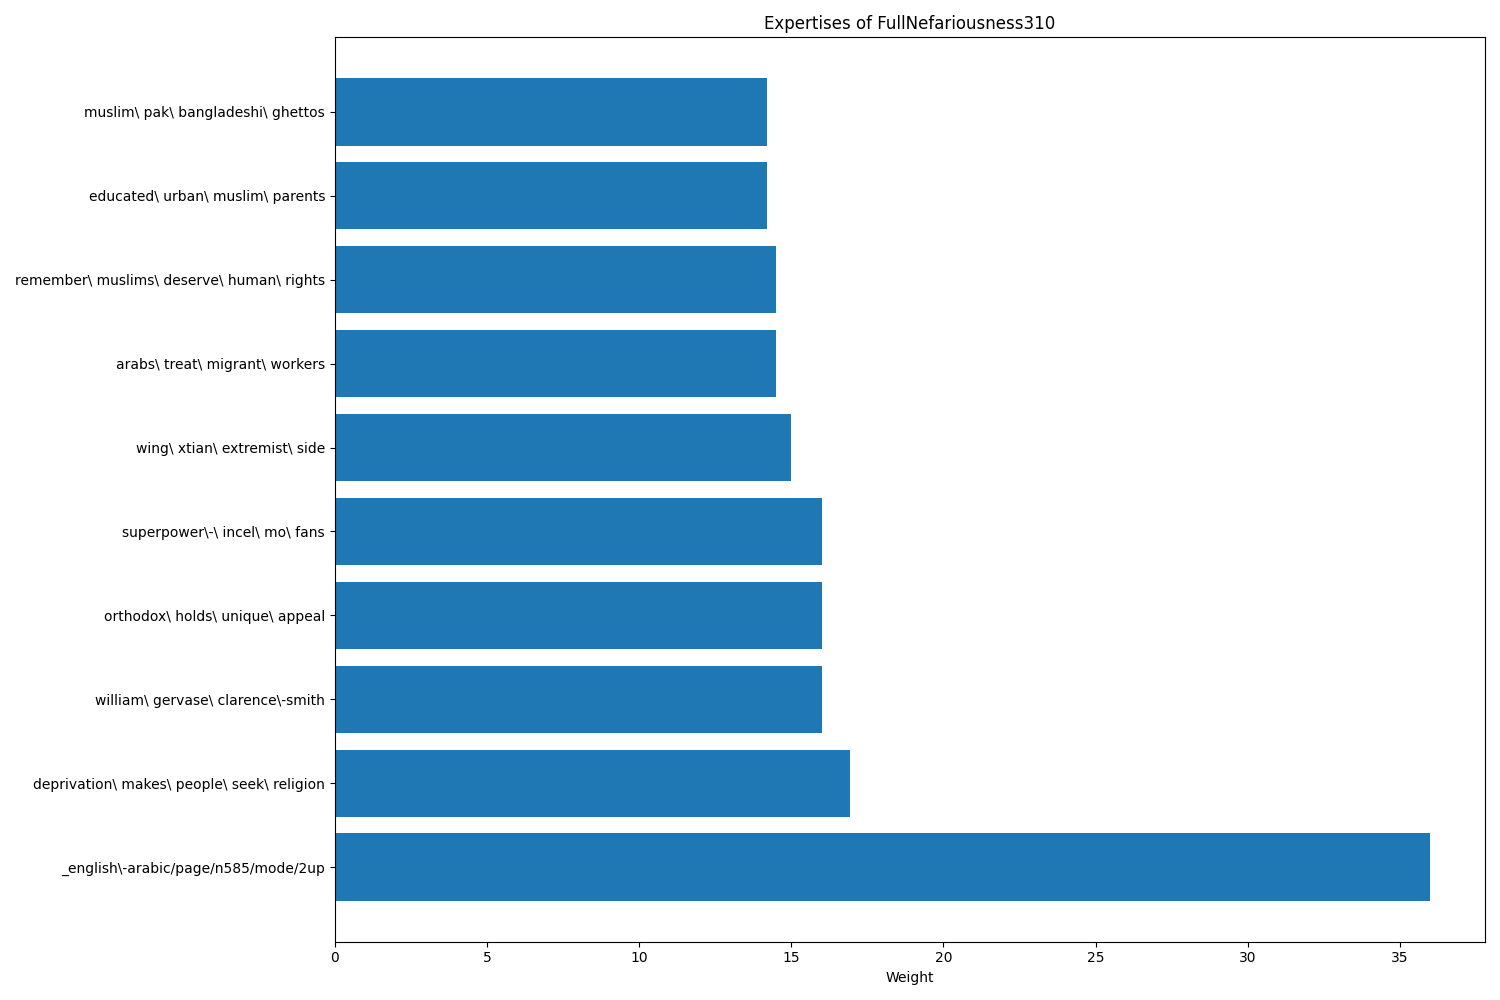 Expertises of FullNefariousness310
muslim\ pak\ bangladeshi\ ghettos
educated\ urban\ muslim\ parents
remember\ muslims\ deserve\ human\ rights
arabs\ treat\ migrant\ workers
wing\ xtian\ extremist\ side
superpower\-\ incel\ mo\ fans
orthodox\ holds\ unique\ appeal
william\ gervase\ clarence\-smith
deprivation\ makes\ people\ seek\ religion
_english\-arabic/page/n585/mode/2up
0 5 10 15 20 25 30 35
Weight